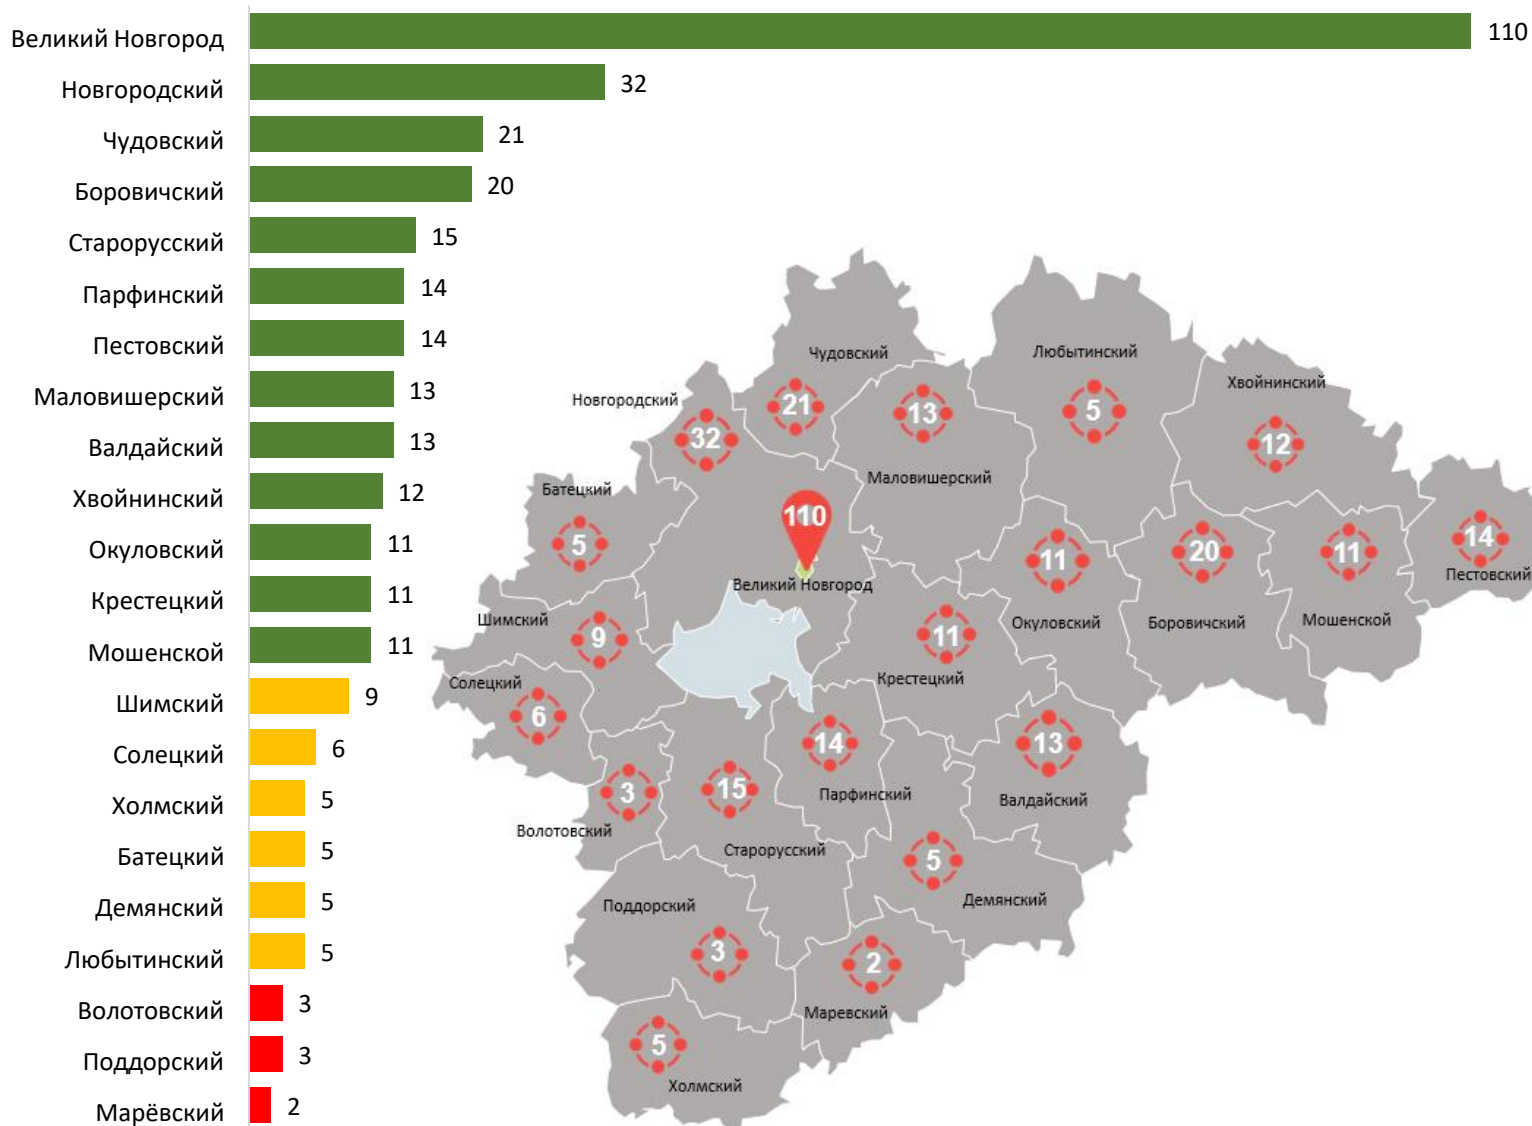 Великий Новгород 110
Новгородский 32
Чудовский 21
Боровичский 20
Старорусский 15
Парфинский 14
Пестовский 14
Маловишерский 13
Валдайский 13
Хвойнинский 12
Окуловский 11
Крестецкий 11
Мошенской 11
Шимский 9
Солецкий 6
Холмский 5
Батецкий 5
Демянский 5
Любытинский 5
Волотовский 3
Поддорский 3
Марёвский 2
Чудовский
21
Любытинский
5
Хвойнинский
12
Новгородский
32
13
Маловишерский
Батецкий
5
110
Великий Новгород
11
Окуловский
20
Боровичский
11
Мошенской
14
Пестовский
Шимский
9
11
Крестецкий
Солецкий
6
14
Парфинский
13
Валдайский
3
Волотовский
15
Старорусский
5
Демянский
Поддорский
3
2
Маревский
5
Холмский